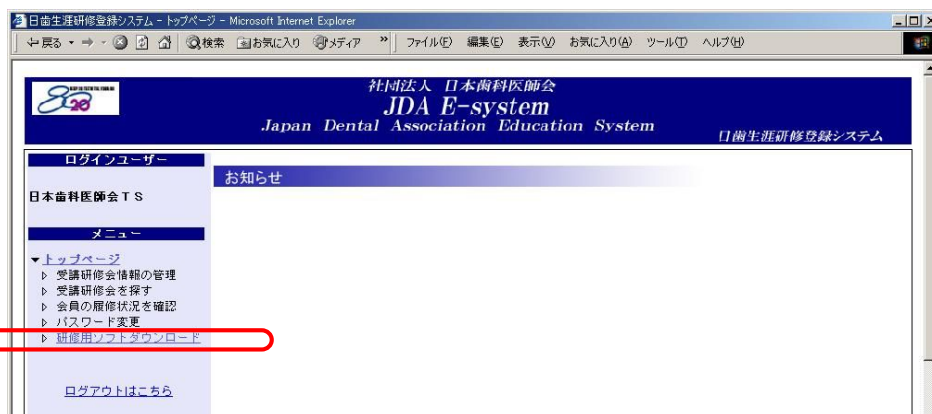 日歯生涯研修登録システム - トップページ - Microsoft Internet Explorer
戻る 検索 お気に入り メディア » ファイル(F) 編集(E) 表示(V) お気に入り(A) ツール(T) ヘルプ(H)
8020
社団法人 日本歯科医師会
JDA E-system
Japan Dental Association Education System
日歯生涯研修登録システム
ログインユーザー
お知らせ
日本歯科医師会TS
メニュー
▼トップページ
▷ 受講研修会情報の管理
▷ 受講研修会を探す
▷ 会員の履修状況を確認
▷ パスワード変更
▷ 研修用ソフトダウンロード
ログアウトはこちら